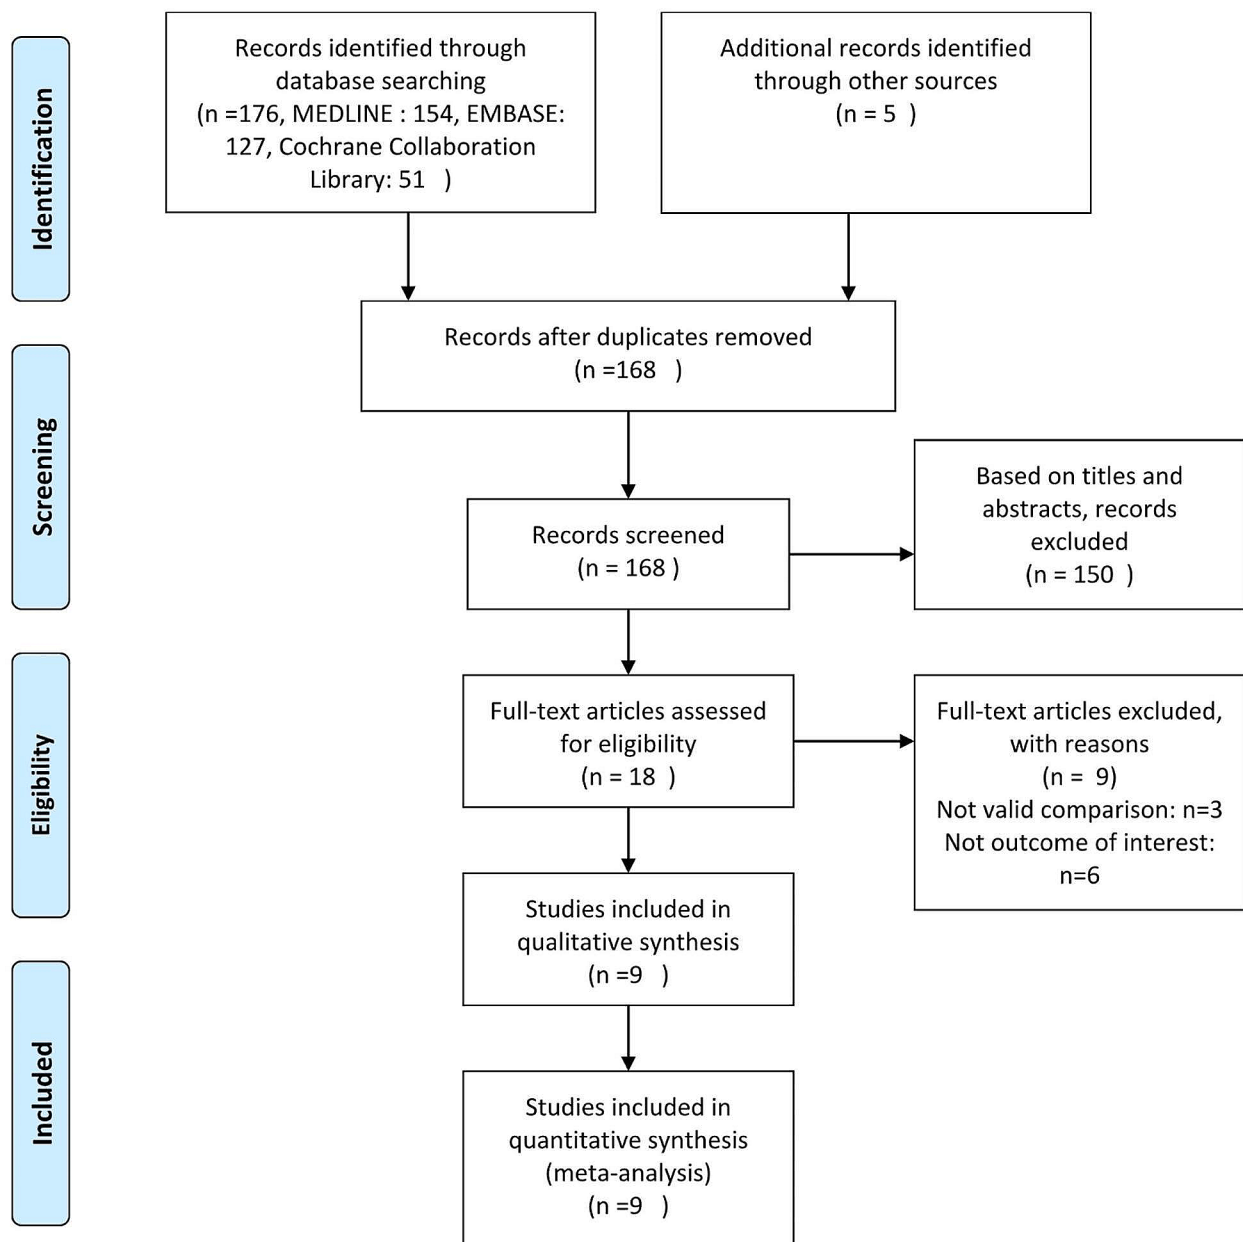 Identification
Records identified through
database searching
(n =176, MEDLINE : 154, EMBASE:
127, Cochrane Collaboration
Library: 51   )
Additional records identified
through other sources
(n = 5  )
Records after duplicates removed
(n =168   )
Screening
Records screened
(n = 168 )
Based on titles and
abstracts, records
excluded
(n = 150  )
Eligibility
Full-text articles assessed
for eligibility
(n = 18  )
Full-text articles excluded,
with reasons
(n =  9)
Not valid comparison: n=3
Not outcome of interest:
n=6
Studies included in
qualitative synthesis
(n =9   )
Included
Studies included in
quantitative synthesis
(meta-analysis)
(n =9   )